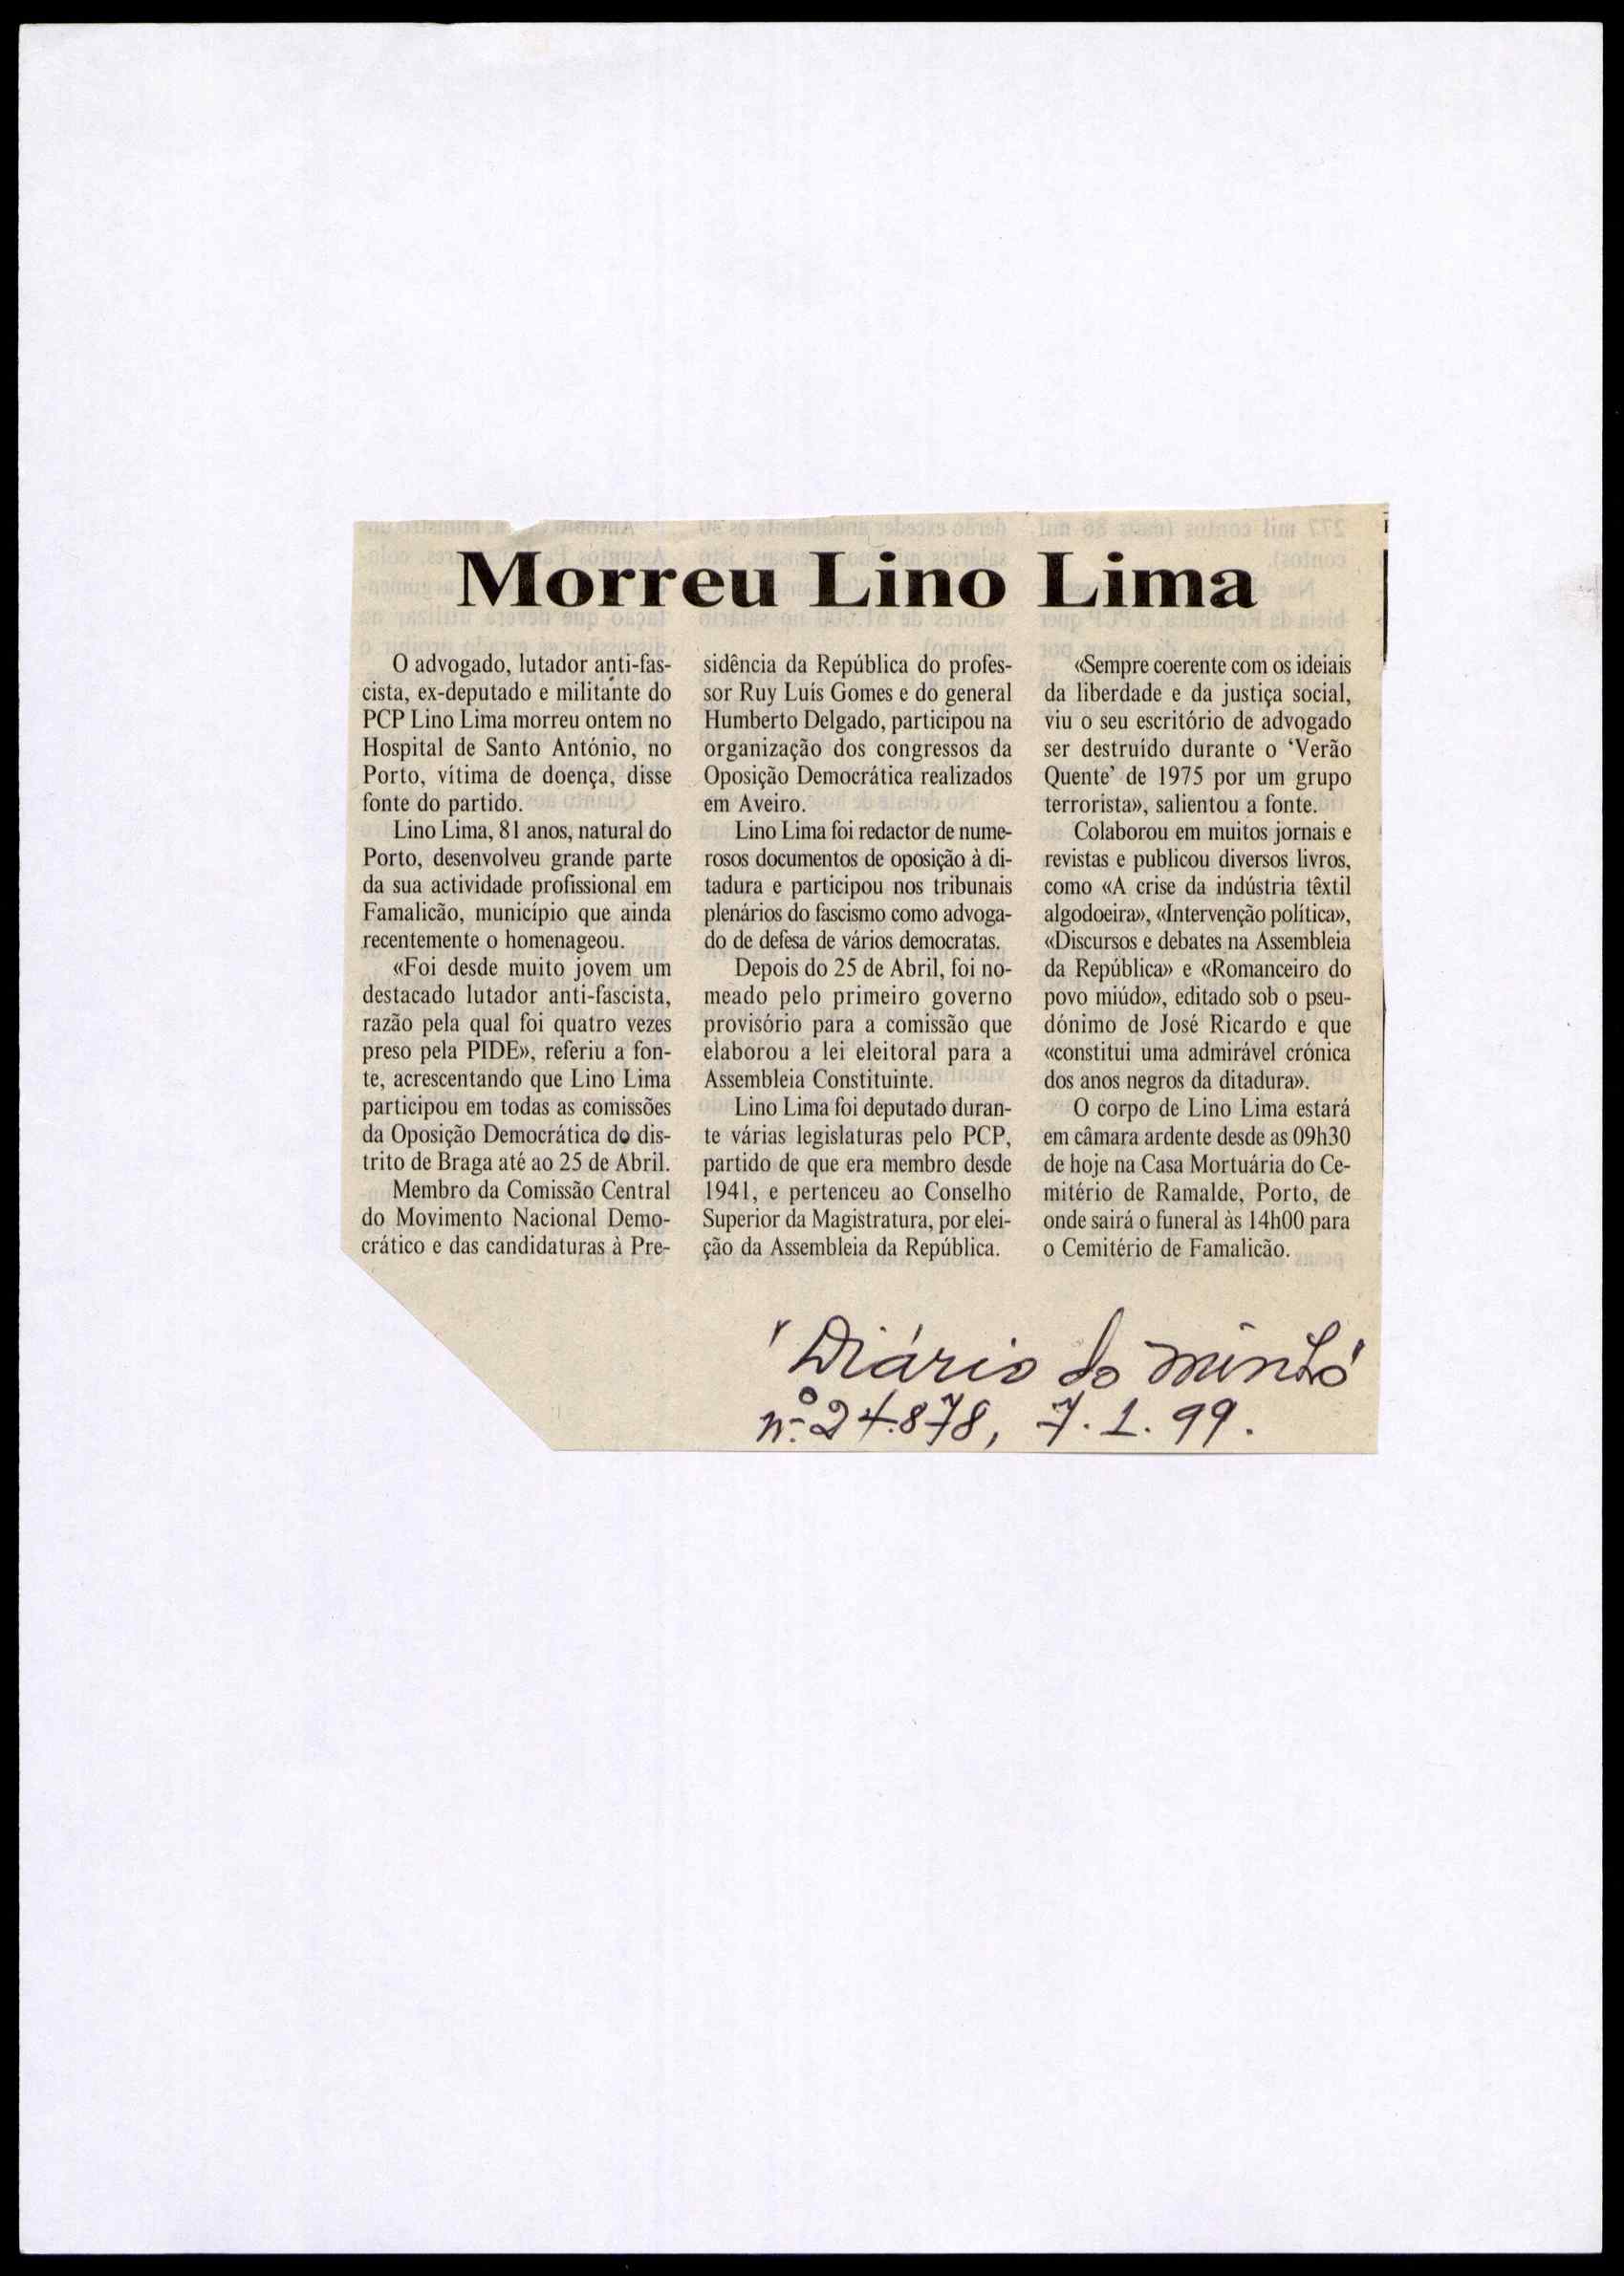 Morreu Lino Lima
O advogado, lutador anti-fas-
cista, ex-deputado e militante do
PCP Lino Lima morreu ontem no
Hospital de Santo António, no
Porto, vítima de doença, disse
fonte do partido.
Lino Lima, 81 anos, natural do
Porto, desenvolveu grande parte
da sua actividade profissional em
Famalicão, município que ainda
recentemente o homenageou.
«Foi desde muito jovem um
destacado lutador anti-fascista,
razão pela qual foi quatro vezes
preso pela PIDE», referiu a fon-
te, acrescentando que Lino Lima
participou em todas as comissões
da Oposição Democrática do dis-
trito de Braga até ao 25 de Abril.
Membro da Comissão Central
do Movimento Nacional Demo-
crático e das candidaturas à Pre-
sidência da República do profes-
sor Ruy Luís Gomes e do general
Humberto Delgado, participou na
organização dos congressos da
Oposição Democrática realizados
em Aveiro.
Lino Lima foi redactor de nume-
rosos documentos de oposição à di-
tadura e participou nos tribunais
plenários do fascismo como advoga-
do de defesa de vários democratas.
Depois do 25 de Abril, foi no-
meado pelo primeiro governo
provisório para a comissão que
elaborou a lei eleitoral para a
Assembleia Constituinte.
Lino Lima foi deputado duran-
te várias legislaturas pelo PCP,
partido de que era membro desde
1941, e pertenceu ao Conselho
Superior da Magistratura, por elei-
ção da Assembleia da República.
«Sempre coerente com os ideiais
da liberdade e da justiça social,
viu o seu escritório de advogado
ser destruído durante o ‘Verão
Quente’ de 1975 por um grupo
terrorista», salientou a fonte.
Colaborou em muitos jornais e
revistas e publicou diversos livros,
como «A crise da indústria têxtil
algodoeira», «Intervenção política»,
«Discursos e debates na Assembleia
da República» e «Romanceiro do
povo miúdo», editado sob o pseu-
dónimo de José Ricardo e que
«constitui uma admirável crónica
dos anos negros da ditadura».
O corpo de Lino Lima estará
em câmara ardente desde as 09h30
de hoje na Casa Mortuária do Ce-
mitério de Ramalde, Porto, de
onde sairá o funeral às 14h00 para
o Cemitério de Famalicão.
'Diário do Minho'
nº 24.878, 7.1.99.